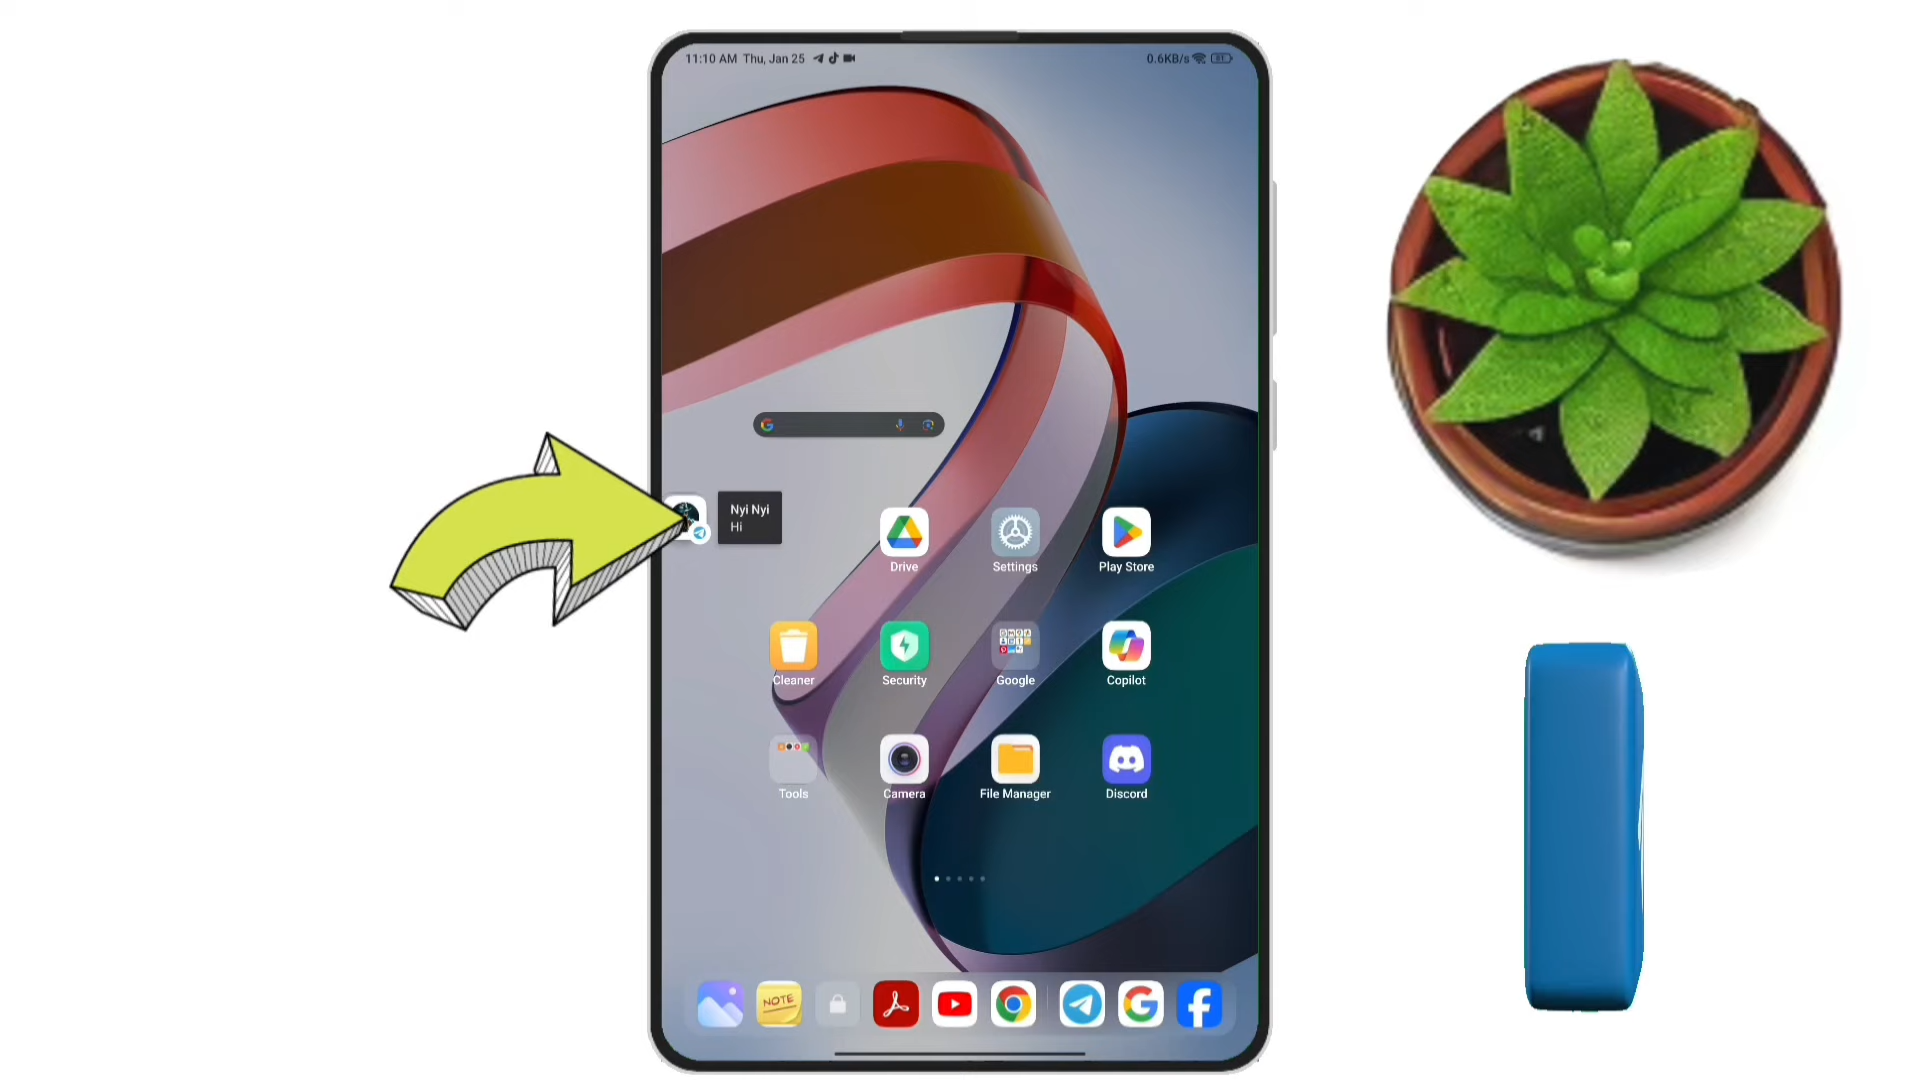 11:10 AM Thu, Jan 25
0.6KB/s
Nyi Nyi
Hi
Drive
Settings
Play Store
Cleaner
Security
Google
Copilot
Tools
Camera
File Manager
Discord
NOTE